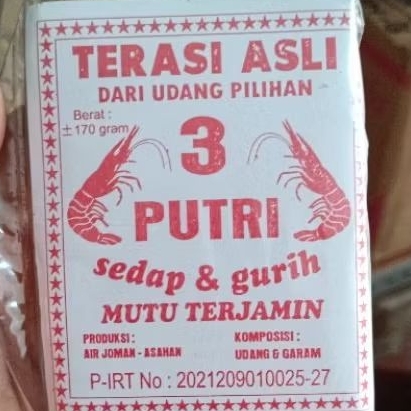 TERASI ASLI
DARI UDANG PILIHAN
Berat :
± 170 gram
3
PUTRI
sedap & gurih
MUTU TERJAMIN
PRODUKSI :
AIR JOMAN - ASAHAN
KOMPOSISI :
UDANG & GARAM
P-IRT No : 2021209010025-27